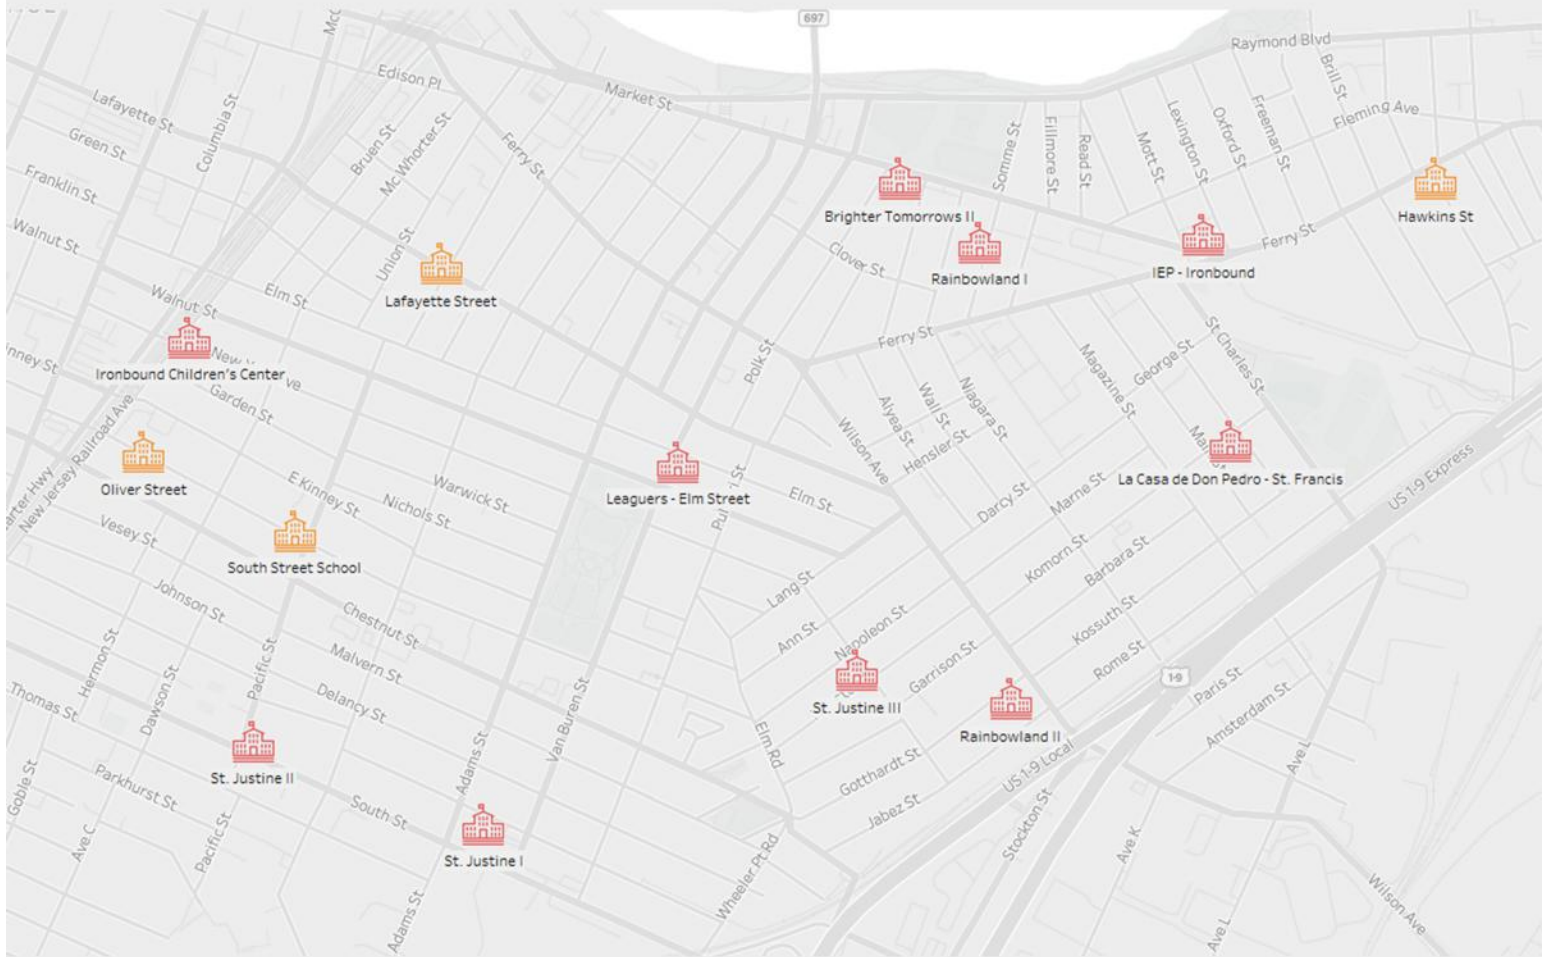 697
Raymond Blvd
Edison Pl
Market St
Brill St
Fleming Ave
Lafayette St
Columbia St
Green St
Bruen St
Mc Whorter St
Ferry St
Somme St
Fillmore St
Read St
Mott St
Lexington St
Oxford St
Freeman St
Franklin St
Brighter Tomorrows II
Hawkins St
Walnut St
Union St
Clover St
Rainbowland I
IEP - Ironbound
Ferry St
Lafayette Street
Elm St
Walnut St
Ferry St
St Charles St
Polk St
Magazine St
George St
Ironbound Children's Center
Garden St
New Jersey Railroad Ave
Alyea St
Wall St
Niagara St
Hensler St
Wilson Ave
Oliver Street
E Kinney St
Nichols St
Warwick St
Leaguers - Elm Street
Elm St
Darcy St
Marne St
La Casa de Don Pedro - St. Francis
US 1-9 Express
Vesey St
South Street School
Komorn St
Barbara St
Johnson St
Chestnut St
Lang St
Ann St
Napoleon St
Kossuth St
Malvern St
Hermon St
Dawson St
Pacific St
Delancy St
Garrison St
Rome St
1-9
Paris St
Amsterdam St
Thomas St
St. Justine III
Rainbowland II
Van Buren St
Adams St
Elm Rd
St. Justine II
Gotthardt St
US 1-9 Local
Ave L
Goble St
Parkhurst St
South St
Jabez St
Stockton St
Ave K
Ave C
Pacific St
St. Justine I
Wheeler Pt Rd
Adams St
Wilson Ave
Ave L